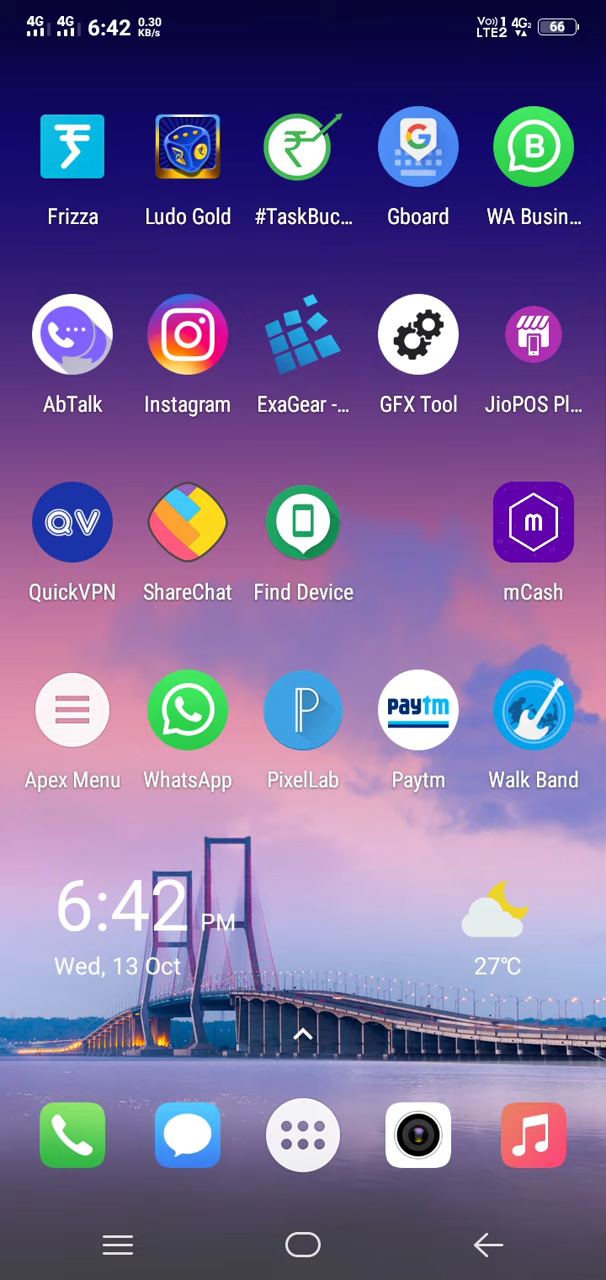 4G 4G 6:42 0.30 KB/s Vo) 1 LTE2 4G2 66
Frizza Ludo Gold #TaskBuc... Gboard WA Busin...
B
AbTalk Instagram ExaGear -... GFX Tool JioPOS Pl...
QV m
QuickVPN ShareChat Find Device mCash
P paytm
Apex Menu WhatsApp PixelLab Paytm Walk Band
6:42 PM
Wed, 13 Oct 27℃